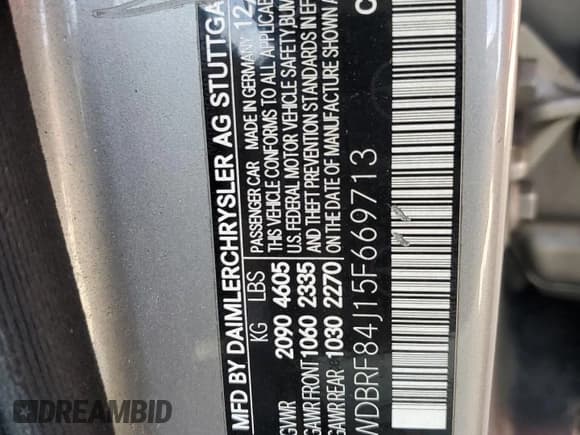 MFD BY DAIMLERCHRYSLER AG STUTTGA
MADE IN GERMANY 12
KG LBS
GVWR 2090 4605
GAWR FRONT 1060 2335
GAWR REAR 1030 2270
PASSENGER CAR
THIS VEHICLE CONFORMS TO ALL APPLICABLE
U.S. FEDERAL MOTOR VEHICLE SAFETY BUM
AND THEFT PREVENTION STANDARDS IN EF
ON THE DATE OF MANUFACTURE SHOWN A
WDBRF84J15F669713
DREAMBID